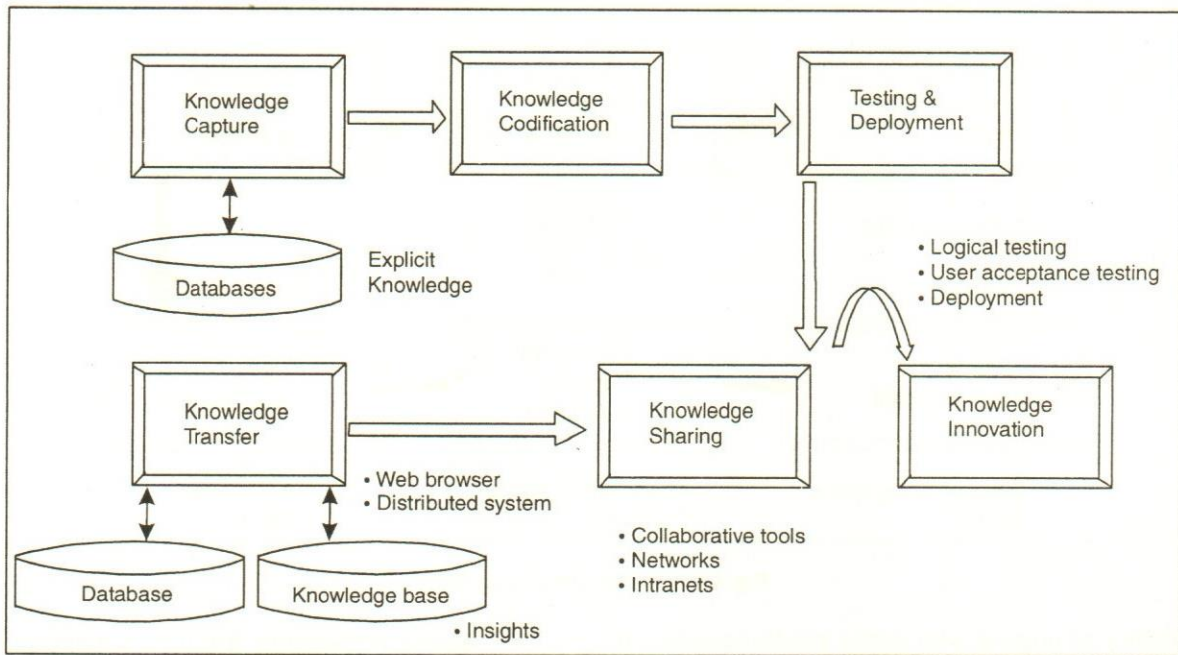 Knowledge
Capture
Knowledge
Codification
Testing &
Deployment
Databases
Explicit
Knowledge
• Logical testing
• User acceptance testing
• Deployment
Knowledge
Transfer
Knowledge
Sharing
Knowledge
Innovation
• Web browser
• Distributed system
Database
Knowledge base
• Insights
• Collaborative tools
• Networks
• Intranets